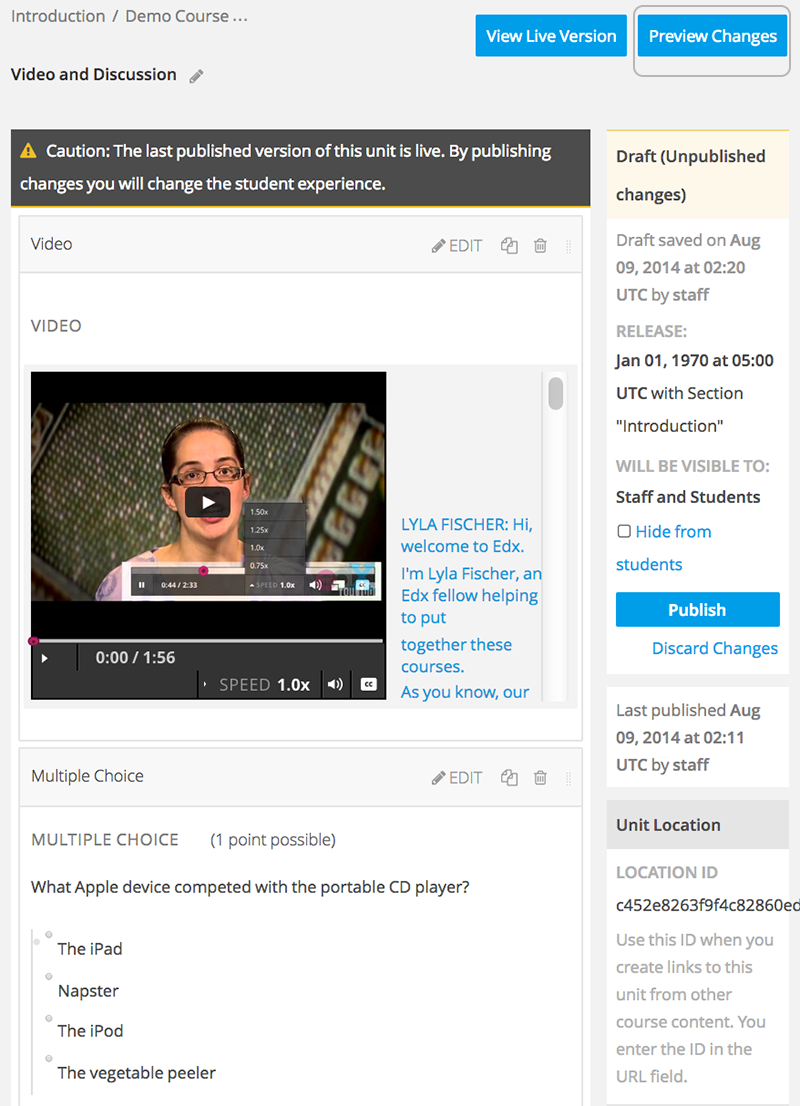 Introduction / Demo Course ...
View Live Version
Preview Changes
Video and Discussion
Caution: The last published version of this unit is live. By publishing
changes you will change the student experience.
Video
EDIT
VIDEO
1.50x
1.25x
1.0x
0.75x
0:44 / 2:33
SPEED 1.0x
cc
0:00 / 1:56
SPEED 1.0x
cc
LYLA FISCHER: Hi,
welcome to Edx.
I'm Lyla Fischer, an
Edx fellow helping
to put
together these
courses.
As you know, our
Multiple Choice
EDIT
MULTIPLE CHOICE (1 point possible)
What Apple device competed with the portable CD player?
The iPad
Napster
The iPod
The vegetable peeler
Draft (Unpublished
changes)
Draft saved on Aug
09, 2014 at 02:20
UTC by staff
RELEASE:
Jan 01, 1970 at 05:00
UTC with Section
"Introduction"
WILL BE VISIBLE TO:
Staff and Students
Hide from
students
Publish
Discard Changes
Last published Aug
09, 2014 at 02:11
UTC by staff
Unit Location
LOCATION ID
c452e8263f9f4c82860ed
Use this ID when you
create links to this
unit from other
course content. You
enter the ID in the
URL field.